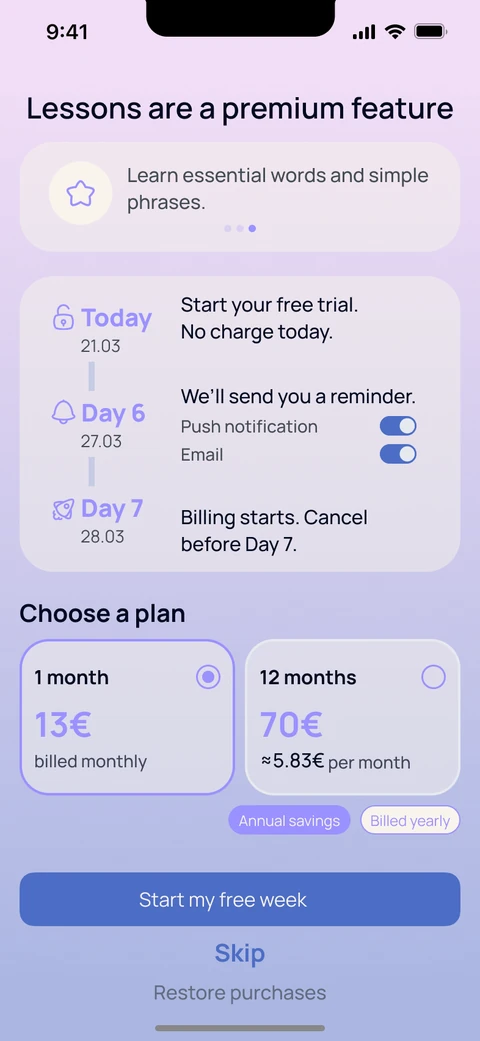 9:41
Lessons are a premium feature
Learn essential words and simple
phrases.
Today
21.03
Start your free trial.
No charge today.
Day 6
27.03
We'll send you a reminder.
Push notification
Email
Day 7
28.03
Billing starts. Cancel
before Day 7.
Choose a plan
1 month
13€
billed monthly
12 months
70€
≈5.83€ per month
Annual savings
Billed yearly
Start my free week
Skip
Restore purchases